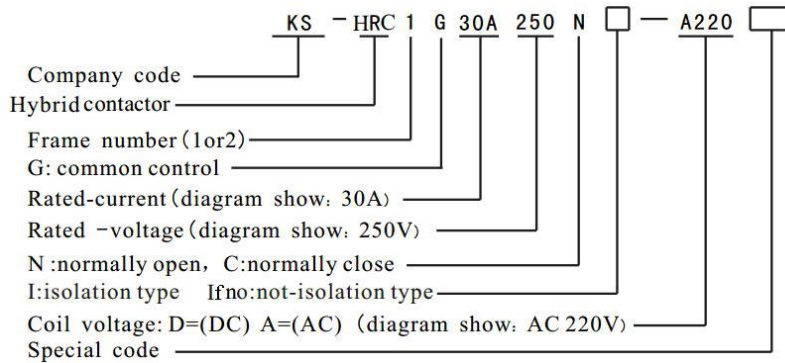 KS-HRC 1 G 30A 250 N □ — A220 □
Company code
Hybrid contactor
Frame number (1or2)
G: common control
Rated-current (diagram show: 30A)
Rated -voltage (diagram show: 250V)
N :normally open, C:normally close
I:isolation type Ifno:not-isolation type
Coil voltage: D=(DC) A=(AC) (diagram show: AC 220V)
Special code